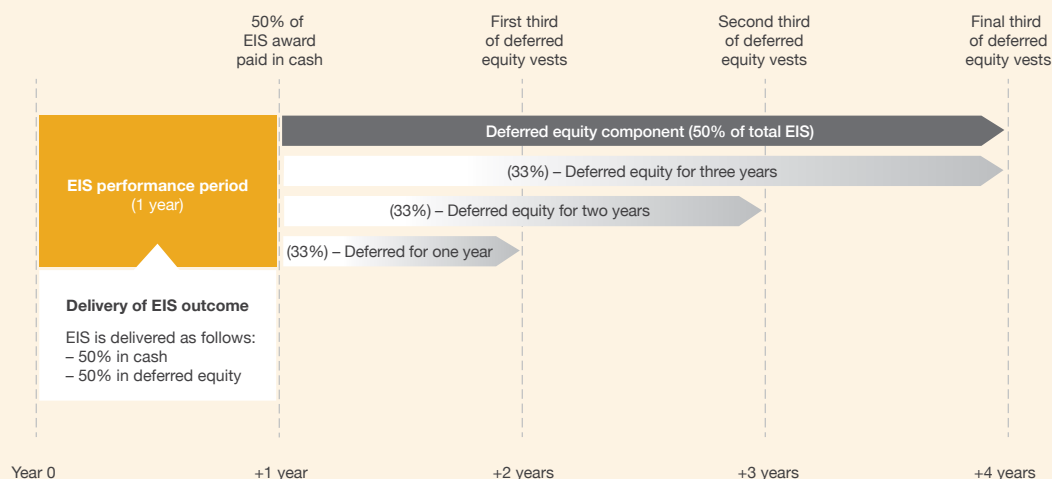 50% of
EIS award
paid in cash
First third
of deferred
equity vests
Second third
of deferred
equity vests
Final third
of deferred
equity vests
EIS performance period
(1 year)
Deferred equity component (50% of total EIS)
(33%) – Deferred equity for three years
(33%) – Deferred equity for two years
(33%) – Deferred for one year
Delivery of EIS outcome
EIS is delivered as follows:
– 50% in cash
– 50% in deferred equity
Year 0
+1 year
+2 years
+3 years
+4 years